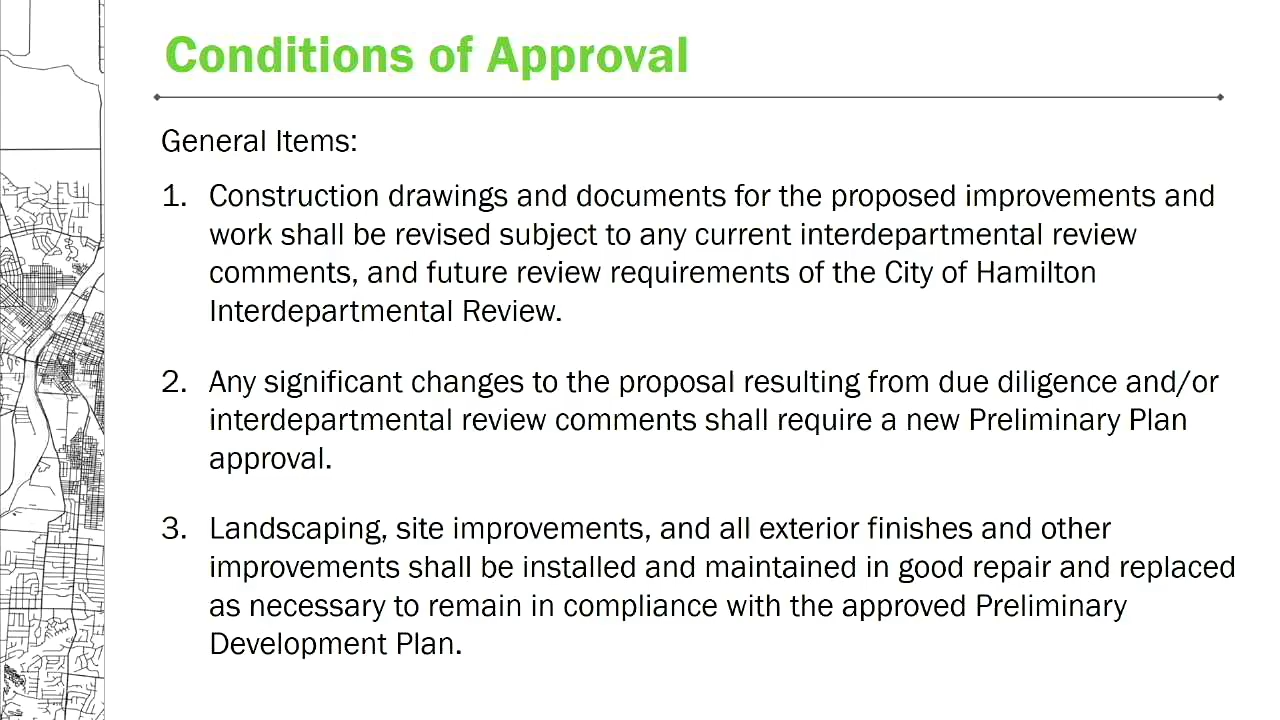 Conditions of Approval
General Items:
1. Construction drawings and documents for the proposed improvements and
work shall be revised subject to any current interdepartmental review
comments, and future review requirements of the City of Hamilton
Interdepartmental Review.
2. Any significant changes to the proposal resulting from due diligence and/or
interdepartmental review comments shall require a new Preliminary Plan
approval.
3. Landscaping, site improvements, and all exterior finishes and other
improvements shall be installed and maintained in good repair and replaced
as necessary to remain in compliance with the approved Preliminary
Development Plan.